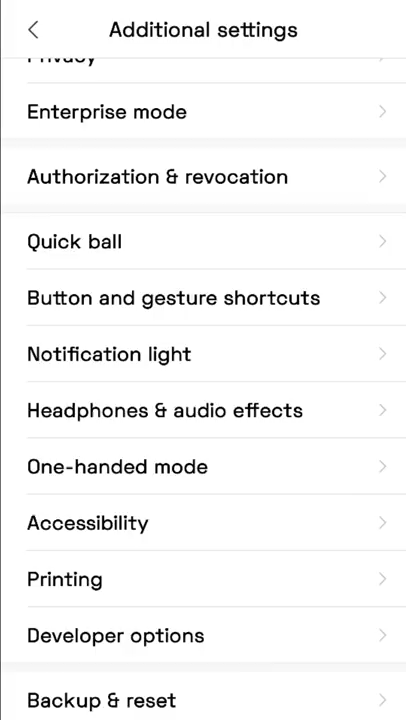 Additional settings
Privacy
Enterprise mode
Authorization & revocation
Quick ball
Button and gesture shortcuts
Notification light
Headphones & audio effects
One-handed mode
Accessibility
Printing
Developer options
Backup & reset